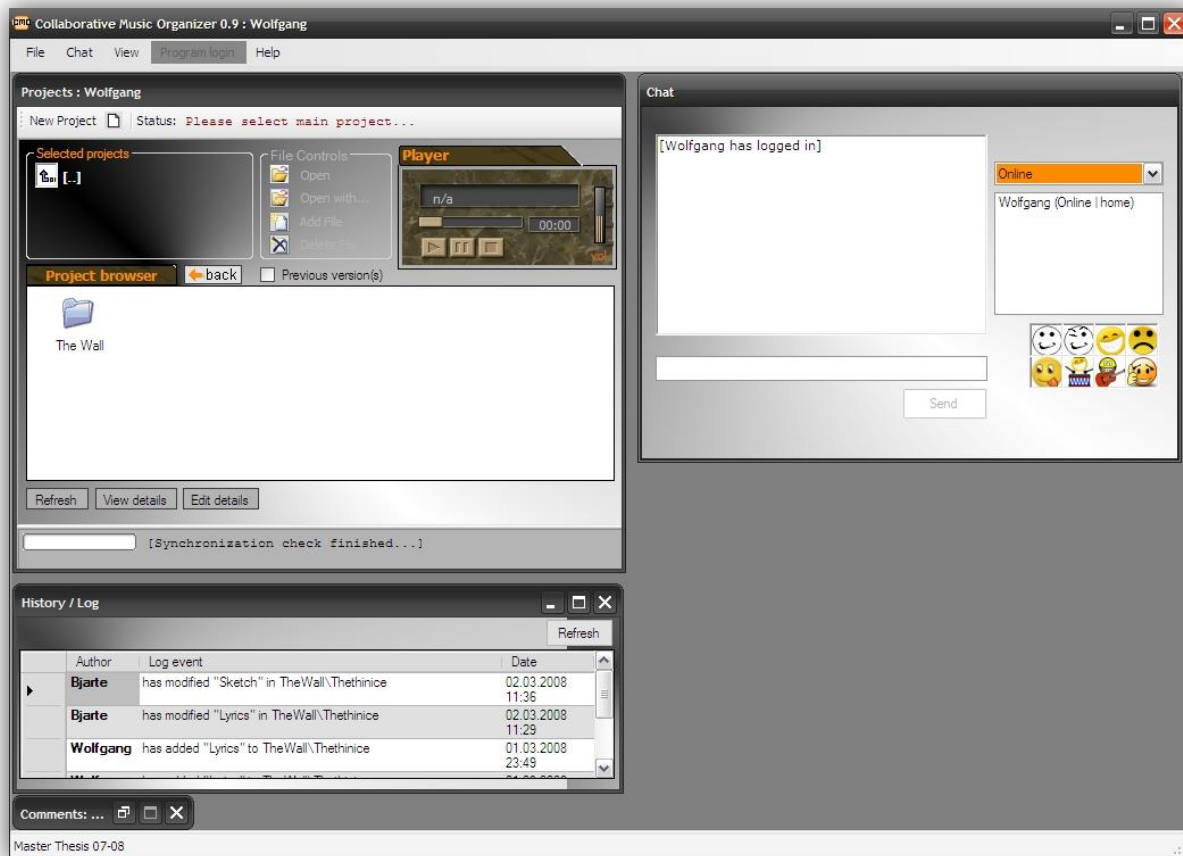 Collaborative Music Organizer 0.9 : Wolfgang
File Chat View Program login Help
Projects : Wolfgang
New Project Status: Please select main project...
Selected projects
[..]
File Controls
Open
Open with...
Add File
Delete File
Player
n/a
00:00
vol
Project browser back Previous version(s)
The Wall
Refresh View details Edit details
[Synchronization check finished...]
Chat
[Wolfgang has logged in]
Online
Wolfgang (Online | home)
Send
History / Log
Refresh
Author Log event Date
Bjarte has modified "Sketch" in TheWall\Thethinice 02.03.2008
11:36
Bjarte has modified "Lyrics" in TheWall\Thethinice 02.03.2008
11:29
Wolfgang has added "Lyrics" to TheWall\Thethinice 01.03.2008
23:49
Comments: ...
Master Thesis 07-08